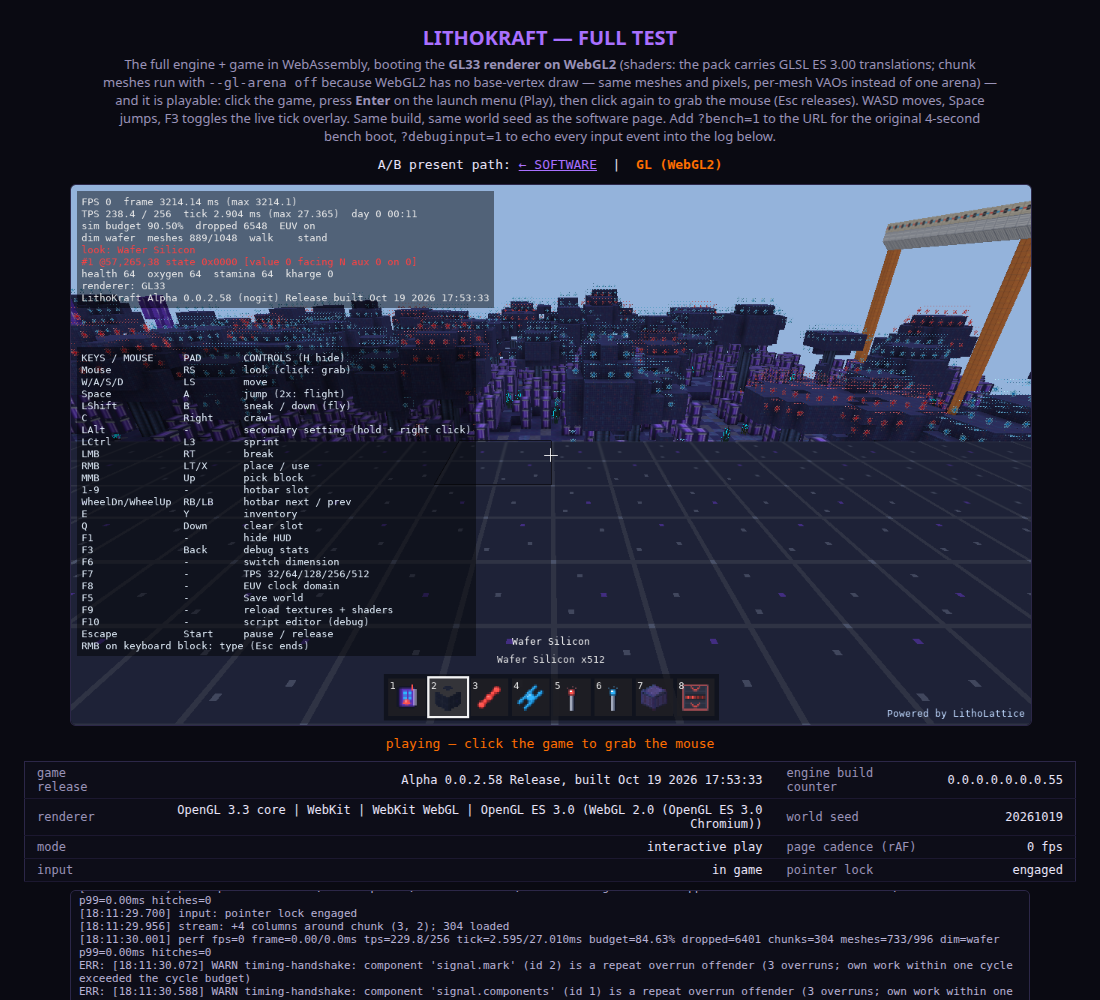 LITHOKRAFT — FULL TEST
The full engine + game in WebAssembly, booting the GL33 renderer on WebGL2 (shaders: the pack carries GLSL ES 3.00 translations; chunk
meshes run with --gl-arena off because WebGL2 has no base-vertex draw — same meshes and pixels, per-mesh VAOs instead of one arena) —
and it is playable: click the game, press Enter on the launch menu (Play), then click again to grab the mouse (Esc releases). WASD moves, Space
jumps, F3 toggles the live tick overlay. Same build, same world seed as the software page. Add ?bench=1 to the URL for the original 4-second
bench boot, ?debuginput=1 to echo every input event into the log below.
A/B present path: ← SOFTWARE | GL (WebGL2)
FPS 0 frame 3214.14 ms (max 3214.1)
TPS 238.4 / 256 tick 2.904 ms (max 27.365) day 0 00:11
sim budget 90.50% dropped 6548 EUV on
dim wafer meshes 889/1048 walk stand
look: Wafer Silicon
#1 @57,265,38 state 0x0000 [value 0 facing N aux 0 on 0]
health 64 oxygen 64 stamina 64 kharge 0
renderer: GL33
Lithokraft Alpha 0.0.2.58 (nogit) Release built Oct 19 2026 17:53:33
KEYS / MOUSE PAD CONTROLS (H hide)
Mouse RS look (click: grab)
W/A/S/D LS move
Space A jump (2x: flight)
LShift B sneak / down (fly)
C Right crawl
LAlt - secondary setting (hold + right click)
LCtrl L3 sprint
LMB RT break
RMB LT/X place / use
MMB Up pick block
1-9 - hotbar slot
WheelDn/WheelUp RB/LB hotbar next / prev
E Y inventory
Q Down clear slot
F1 - hide HUD
F3 Back debug stats
F6 - switch dimension
F7 - TPS 32/64/128/256/512
F8 - EUV clock domain
F5 - Save world
F9 - reload textures + shaders
F10 - script editor (debug)
Escape Start pause / release
RMB on keyboard block: type (Esc ends)
Wafer Silicon
Wafer Silicon x512
1 2 3 4 5 6 7 8
Powered by LithoLattice
playing — click the game to grab the mouse
game release Alpha 0.0.2.58 Release, built Oct 19 2026 17:53:33 engine build counter 0.0.0.0.0.0.55
renderer OpenGL 3.3 core | WebKit | WebKit WebGL | OpenGL ES 3.0 (WebGL 2.0 (OpenGL ES 3.0 Chromium)) world seed 20261019
mode interactive play page cadence (rAF) 0 fps
input in game pointer lock engaged
p99=0.00ms hitches=0
[18:11:29.700] input: pointer lock engaged
[18:11:29.956] stream: +4 columns around chunk (3, 2); 304 loaded
[18:11:30.001] perf fps=0 frame=0.00/0.0ms tps=229.8/256 tick=2.595/27.010ms budget=84.63% dropped=6401 chunks=304 meshes=733/996 dim=wafer
p99=0.00ms hitches=0
ERR: [18:11:30.072] WARN timing-handshake: component 'signal.mark' (id 2) is a repeat overrun offender (3 overruns; own work within one cycle
exceeded the cycle budget)
ERR: [18:11:30.588] WARN timing-handshake: component 'signal.components' (id 1) is a repeat overrun offender (3 overruns; own work within one